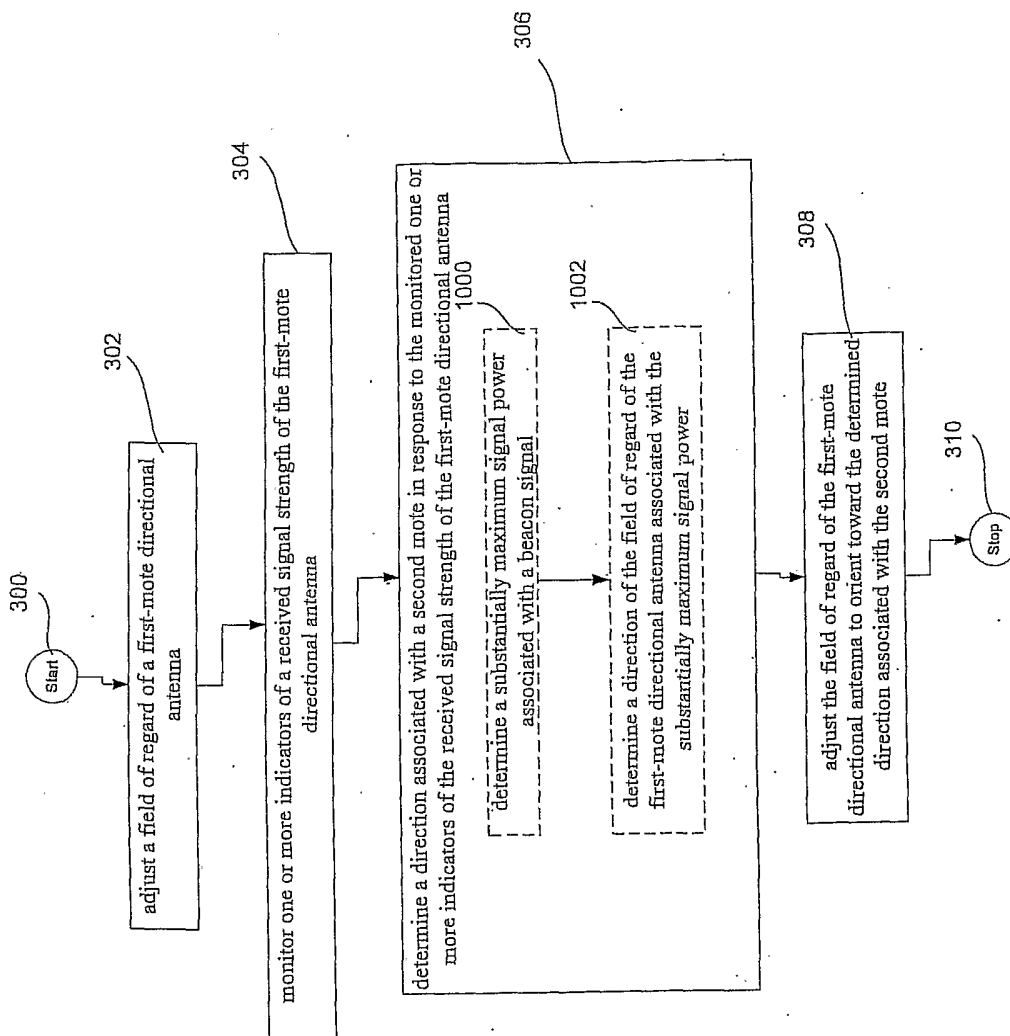 300
Start
302
adjust a field of regard of a first-mote directional
antenna
304
monitor one or more indicators of a received signal strength of the first-mote
directional antenna
306
determine a direction associated with a second mote in response to the monitored one or
more indicators of the received signal strength of the first-mote directional antenna
1000
determine a substantially maximum signal power
associated with a beacon signal
1002
determine a direction of the field of regard of the
first-mote directional antenna associated with the
substantially maximum signal power
308
adjust the field of regard of the first-mote
directional antenna to orient toward the determined
direction associated with the second mote
310
Stop